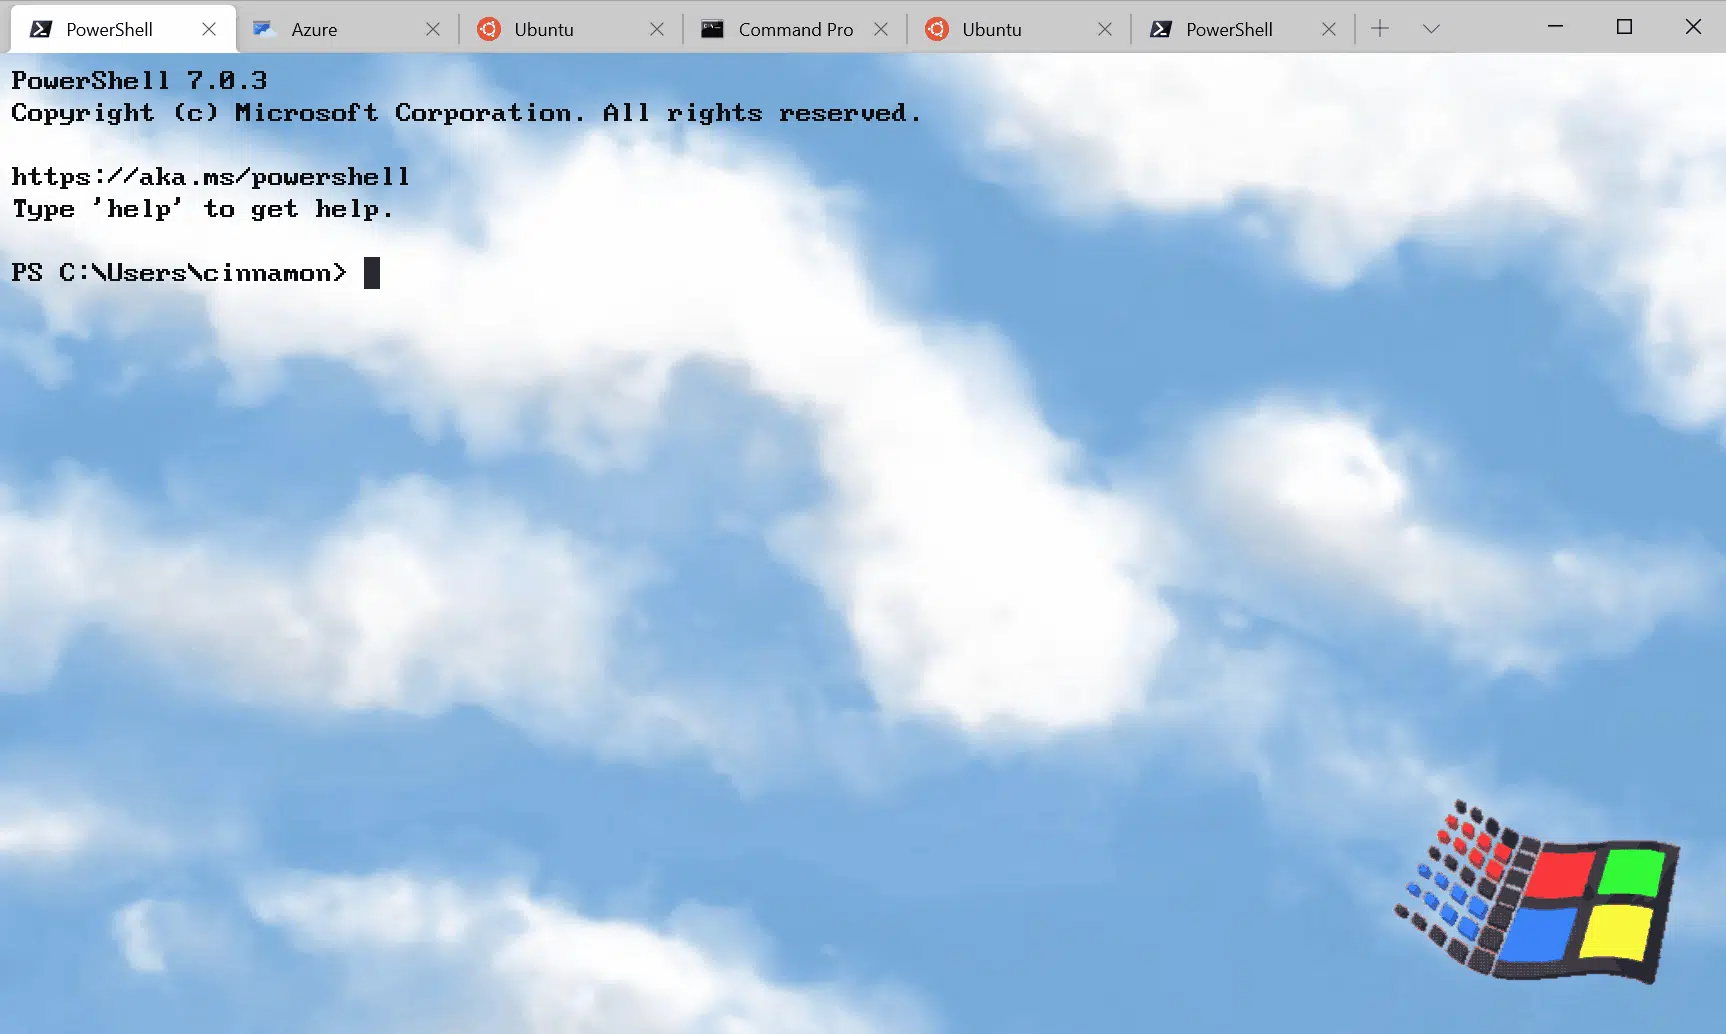 PowerShell
Azure
Ubuntu
Command Pro
Ubuntu
PowerShell
PowerShell 7.0.3
Copyright (c) Microsoft Corporation. All rights reserved.
https://aka.ms/powershell
Type 'help' to get help.
PS C:\Users\cinnamon>